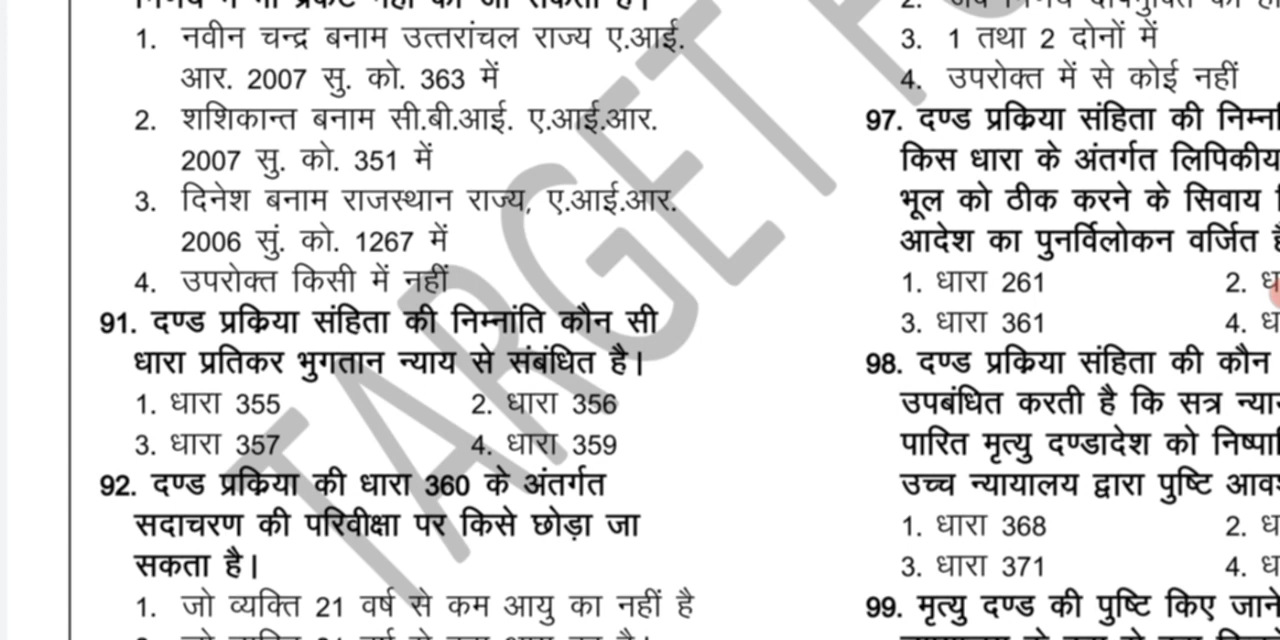 1. नवीन चन्द्र बनाम उत्तरांचल राज्य ए.आई.
आर. 2007 सु. को. 363 में
2. शशिकान्त बनाम सी.बी.आई. ए.आई.आर.
2007 सु. को. 351 में
3. दिनेश बनाम राजस्थान राज्य, ए.आई.आर.
2006 सुं. को. 1267 में
4. उपरोक्त किसी में नहीं
91. दण्ड प्रक्रिया संहिता की निम्नांति कौन सी
धारा प्रतिकर भुगतान न्याय से संबंधित है।
1. धारा 355 2. धारा 356
3. धारा 357 4. धारा 359
92. दण्ड प्रक्रिया की धारा 360 के अंतर्गत
सदाचरण की परिवीक्षा पर किसे छोड़ा जा
सकता है।
1. जो व्यक्ति 21 वर्ष से कम आयु का नहीं है
3. 1 तथा 2 दोनों में
4. उपरोक्त में से कोई नहीं
97. दण्ड प्रक्रिया संहिता की
किस धारा के अंतर्गत लिपिकीय
भूल को ठीक करने के सिवाय
आदेश का पुनर्विलोकन वर्जित
1. धारा 261 2.
3. धारा 361 4.
98. दण्ड प्रक्रिया संहिता की कौन
उपबंधित करती है कि सत्र
पारित मृत्यु दण्डादेश को
उच्च न्यायालय द्वारा पुष्टि
1. धारा 368 2.
3. धारा 371 4.
99. मृत्यु दण्ड की पुष्टि किए जाने
TARGET